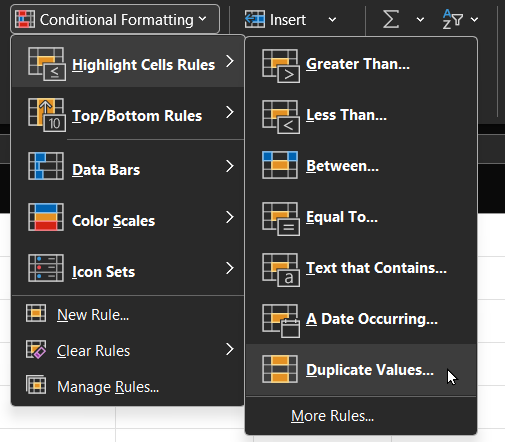 Conditional Formatting
Insert
Highlight Cells Rules
Top/Bottom Rules
Data Bars
Color Scales
Icon Sets
New Rule...
Clear Rules
Manage Rules...
Greater Than...
Less Than...
Between...
Equal To...
Text that Contains...
A Date Occurring...
Duplicate Values...
More Rules...